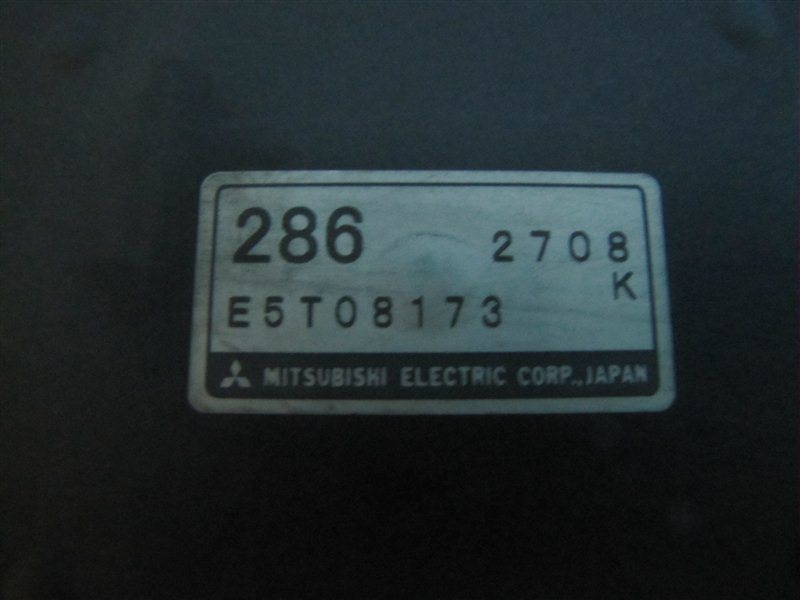 286 2708
K
E5T08173
MITSUBISHI ELECTRIC CORP., JAPAN